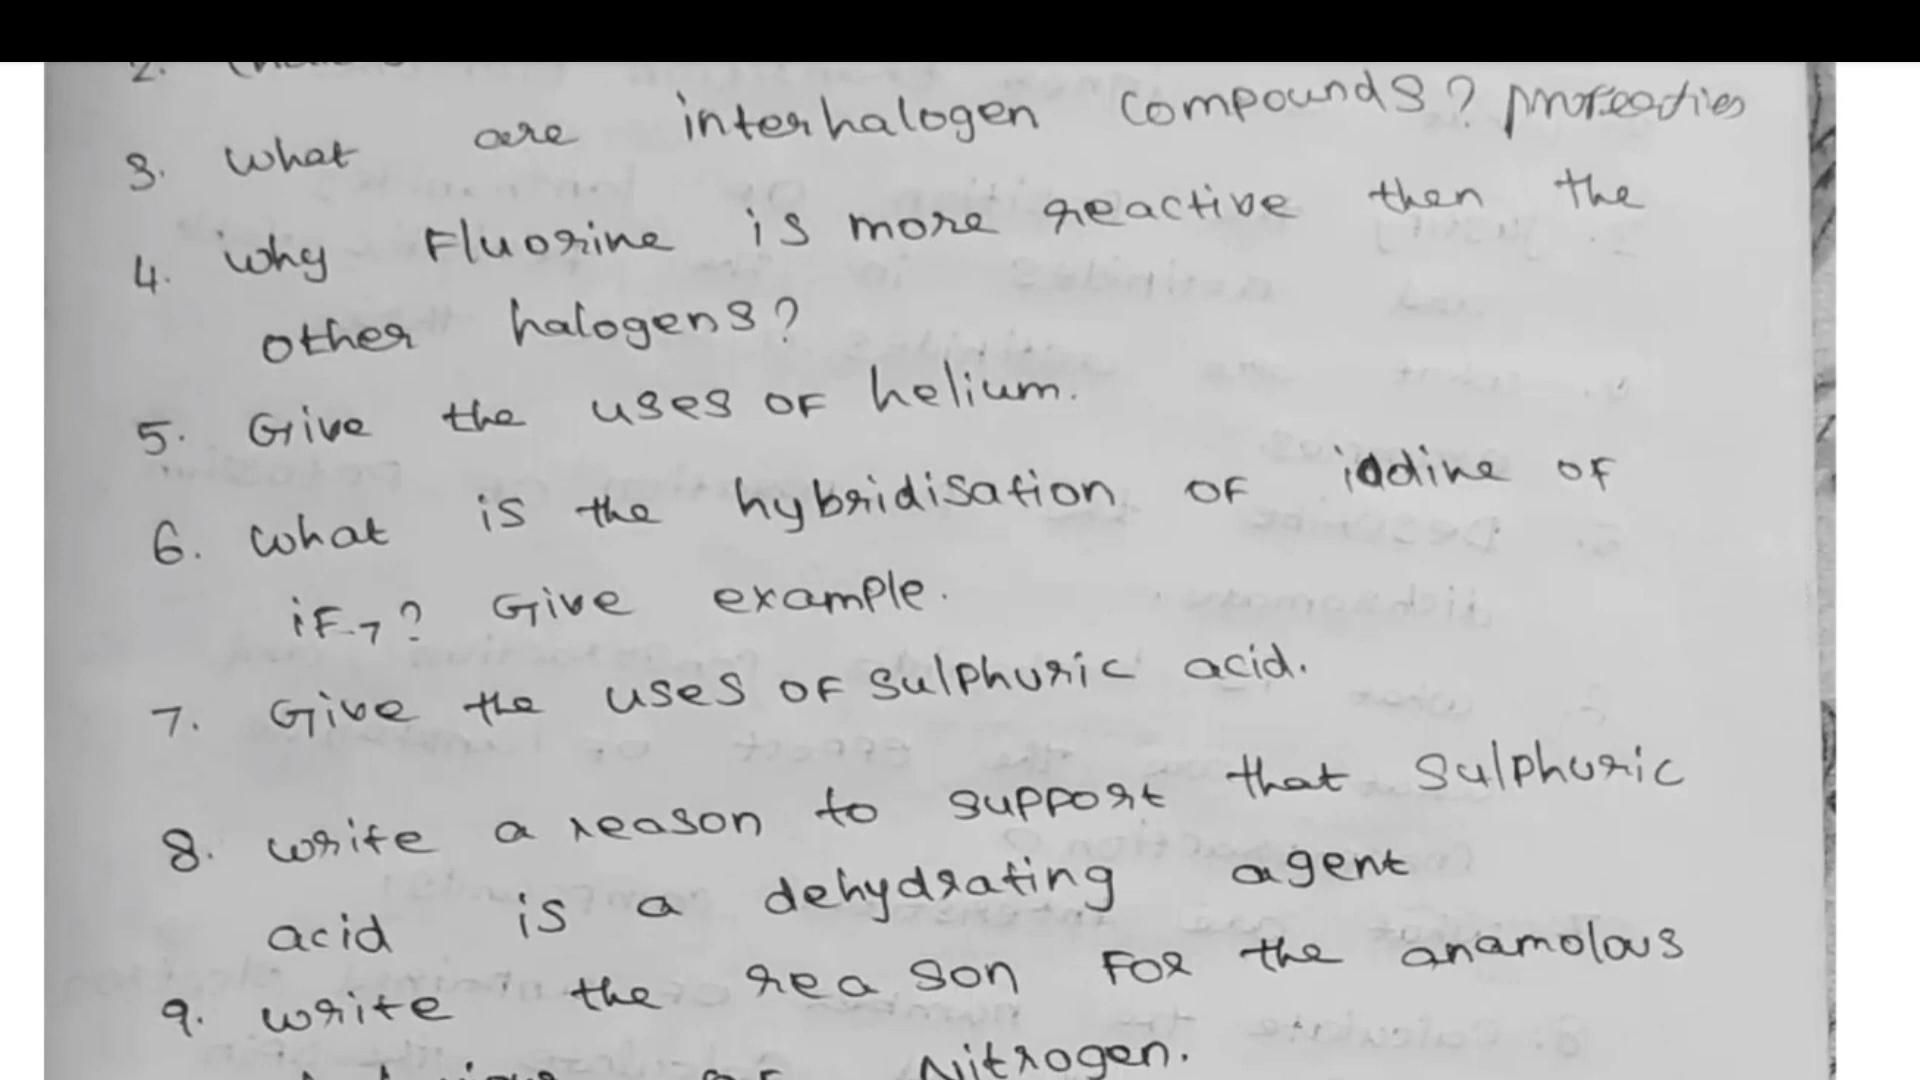 2.
3. What are interhalogen compounds? properties
4. Why Fluorine is more reactive then the
other halogens?
5. Give the uses of helium.
6. What is the hybridisation of iodine of
iF7? Give example.
7. Give the uses of sulphuric acid.
8. write a reason to support that sulphuric
acid is a dehydrating agent
9. write the reason for the anamolous
of Nitrogen.